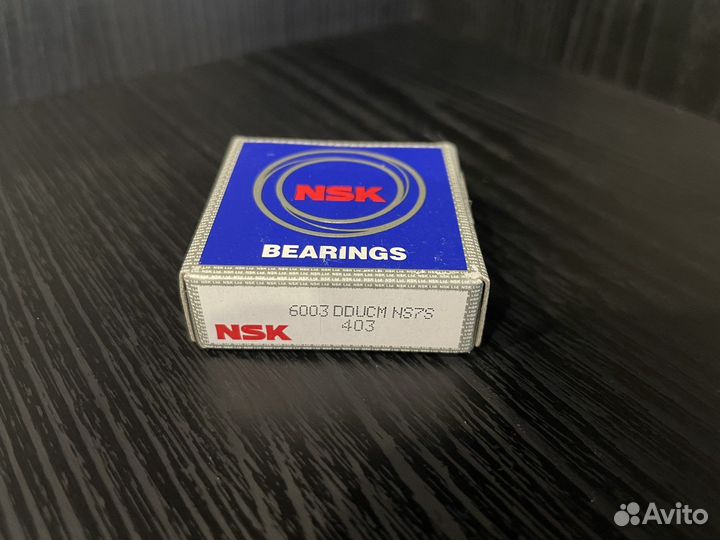 NSK
BEARINGS
6003 DDUCM NS7S
403
NSK
Avito